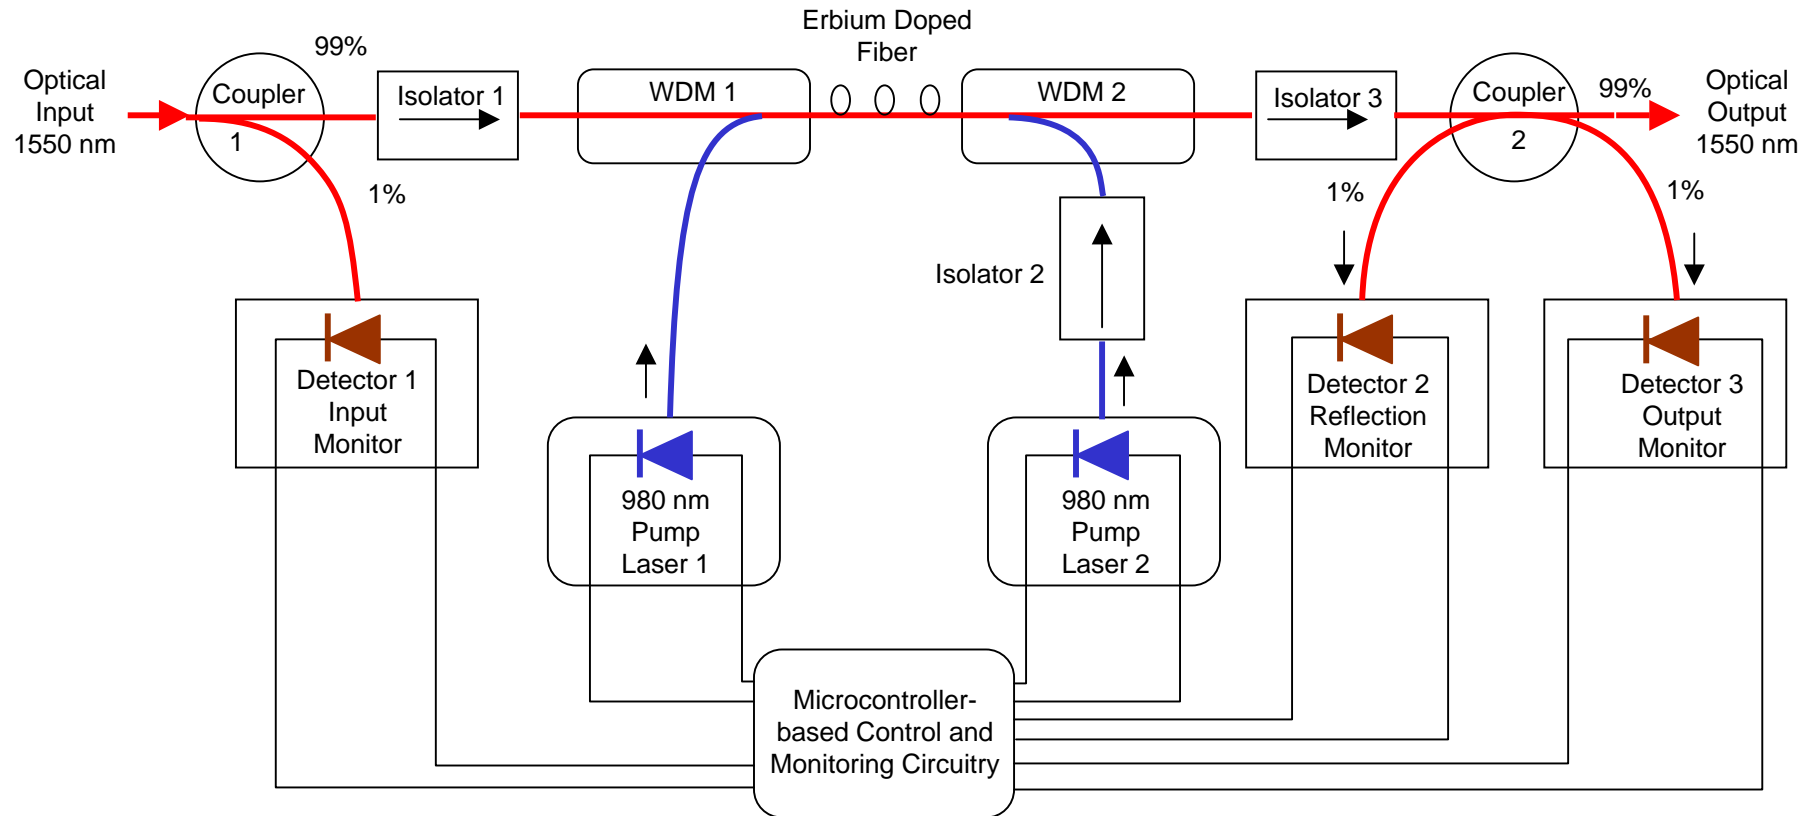 Erbium Doped
Fiber
99%
Optical
Input
1550 nm
Coupler
1
Isolator 1
WDM 1
WDM 2
Isolator 3
Coupler
2
99%
Optical
Output
1550 nm
1%
1%
1%
Isolator 2
Detector 1
Input
Monitor
Detector 2
Reflection
Monitor
Detector 3
Output
Monitor
980 nm
Pump
Laser 1
980 nm
Pump
Laser 2
Microcontroller-
based Control and
Monitoring Circuitry